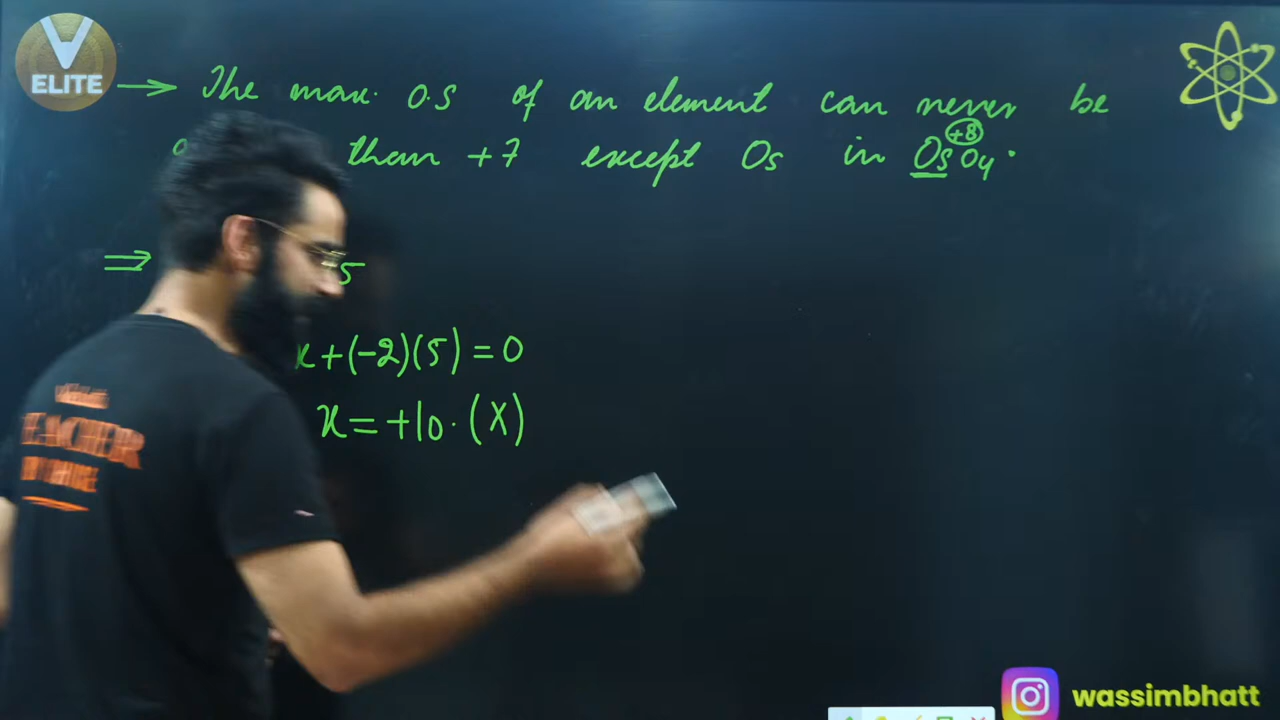 V
ELITE
→ The max. O.S of an element can never be
than +7 except Os in OsO4.
+8
⇒ 5
x+(-2)(5)=0
x=+10. (X)
TEACHER
wassimbhatt